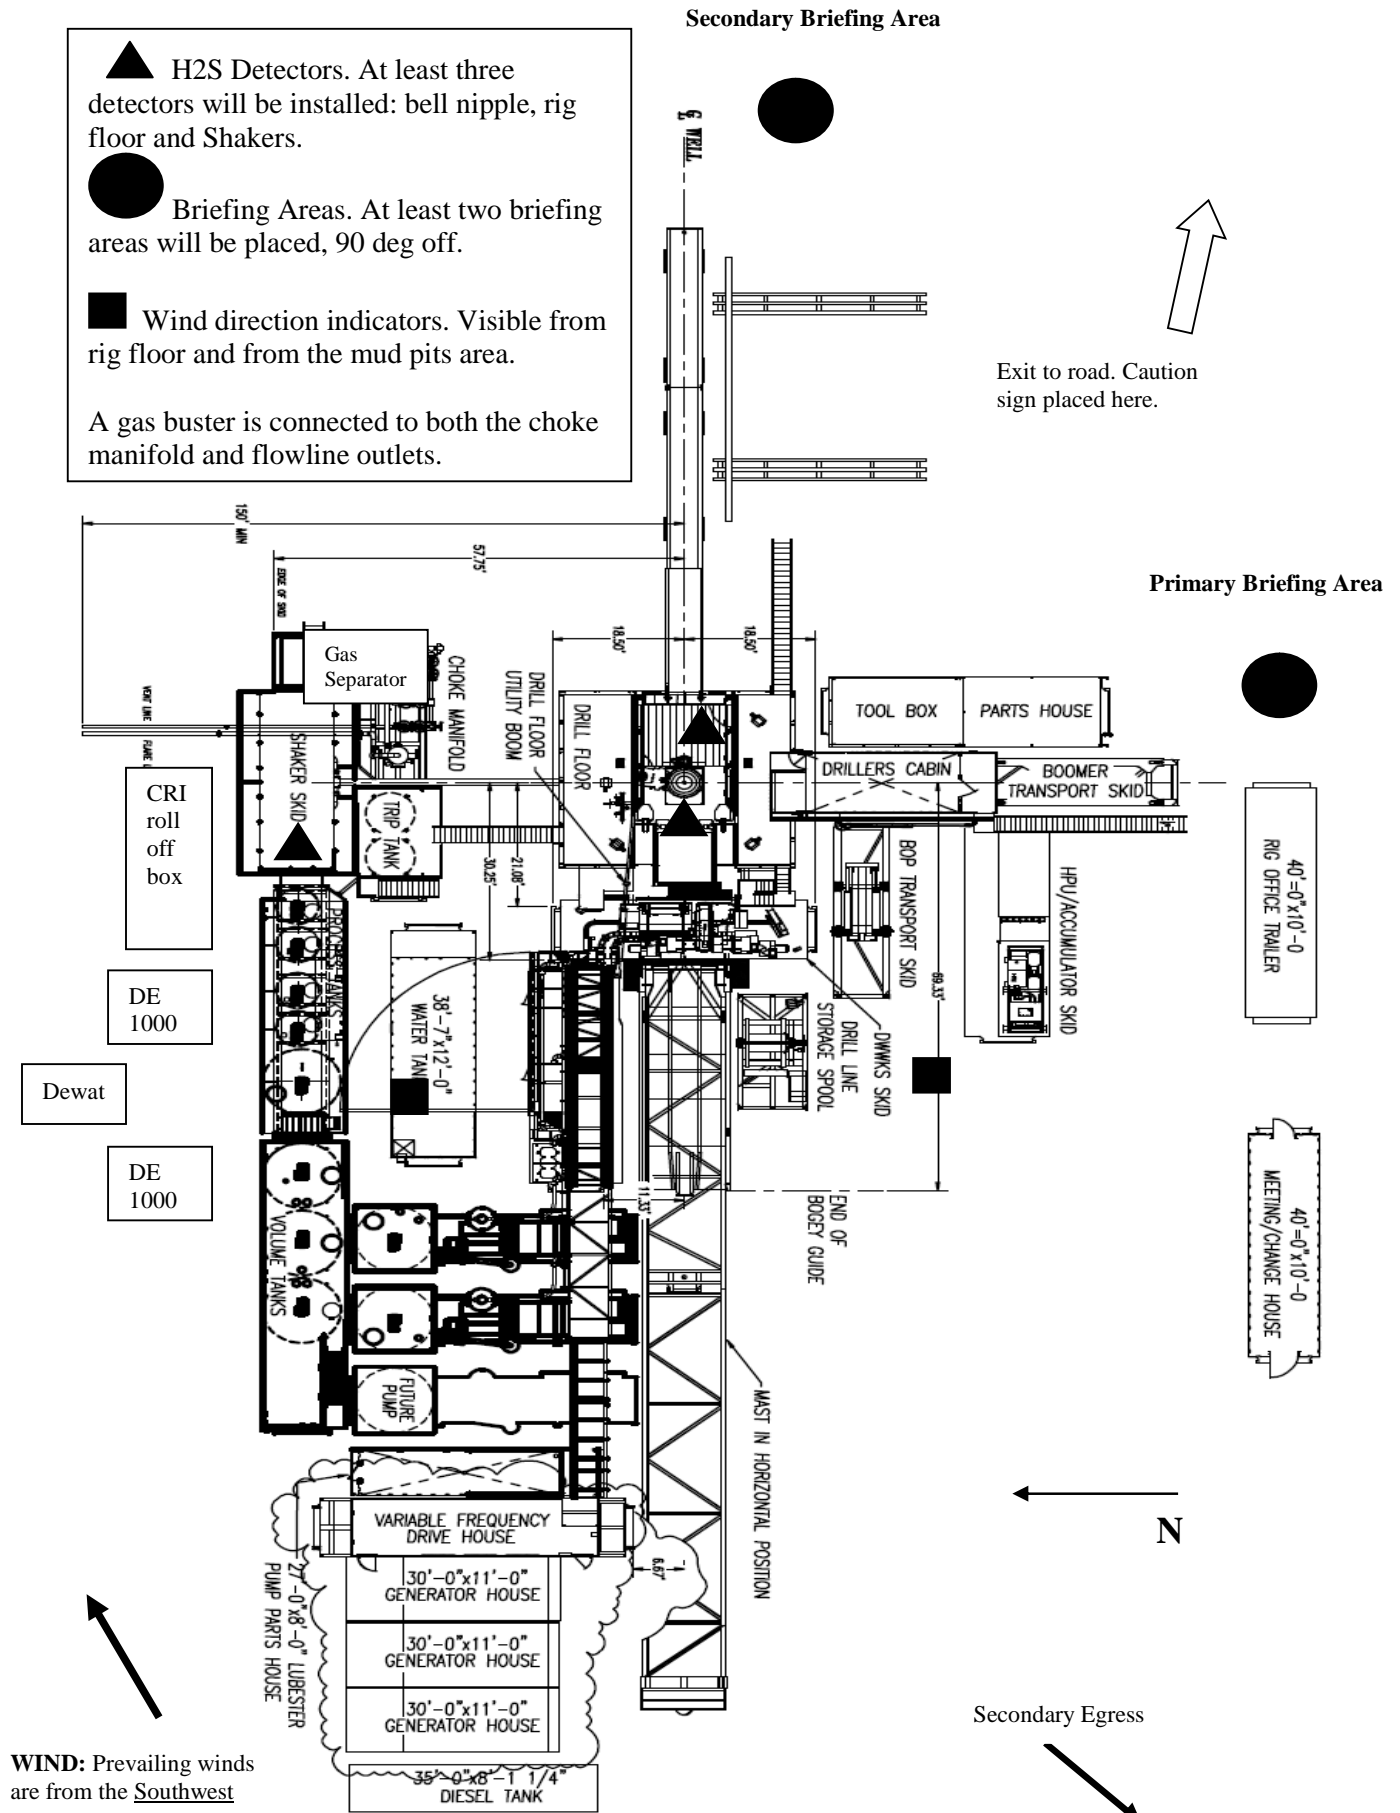 Secondary Briefing Area
H2S Detectors. At least three
detectors will be installed: bell nipple, rig
floor and Shakers.
Briefing Areas. At least two briefing
areas will be placed, 90 deg off.
Wind direction indicators. Visible from
rig floor and from the mud pits area.
A gas buster is connected to both the choke
manifold and flowline outlets.
WELL
Exit to road. Caution
sign placed here.
150' MIN
57.75'
EDGE OF SKID
Primary Briefing Area
18.50'
18.50'
Gas
Separator
CHOKE MANIFOLD
DRILL FLOOR
UTILITY BOOM
DRILL FLOOR
VENT LINE
FLARE L
SHAKER SKID
TOOL BOX
PARTS HOUSE
DRILLERS CABIN
BOOMER
TRANSPORT SKID
CRI
roll
off
box
TRIP TANK
30.25'
21.08'
BOP TRANSPORT SKID
HPU/ACCUMULATOR SKID
40'=0"x10'-0
RIG OFFICE TRAILER
PROCESS TANKS
DE
1000
38'-7"x12'-0"
WATER TANK
69.33'
DRILL LINE
STORAGE SPOOL
DWWKS SKID
Dewat
DE
1000
11.33'
END OF
BOGEY GUIDE
40'=0"x10'-0
MEETING/CHANGE HOUSE
VOLUME TANKS
FUTURE
PUMP
MAST IN HORIZONTAL POSITION
N
VARIABLE FREQUENCY
DRIVE HOUSE
6.67'
27'-0"x8'-0" LUBESTER
PUMP PARTS HOUSE
30'-0"x11'-0"
GENERATOR HOUSE
30'-0"x11'-0"
GENERATOR HOUSE
30'-0"x11'-0"
GENERATOR HOUSE
35'-0"x8'-1 1/4"
DIESEL TANK
Secondary Egress
WIND: Prevailing winds
are from the Southwest